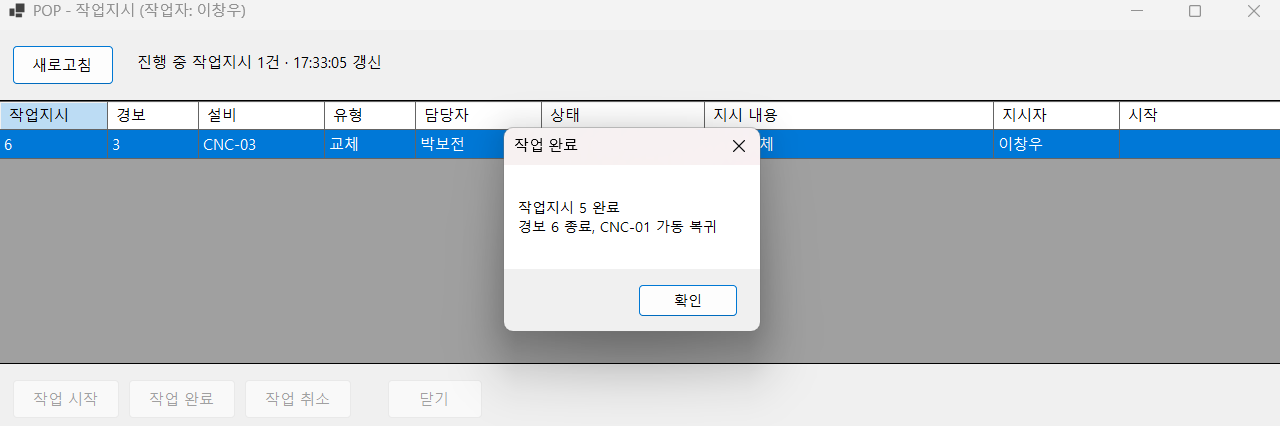 POP - 작업지시 (작업자: 이창우)
새로고침 진행 중 작업지시 1건 · 17:33:05 갱신
작업지시 경보 설비 유형 담당자 상태 지시 내용 지시자 시작
6 3 CNC-03 교체 박보전 체 이창우
작업 완료
작업지시 5 완료
경보 6 종료, CNC-01 가동 복귀
확인
작업 시작 작업 완료 작업 취소 닫기